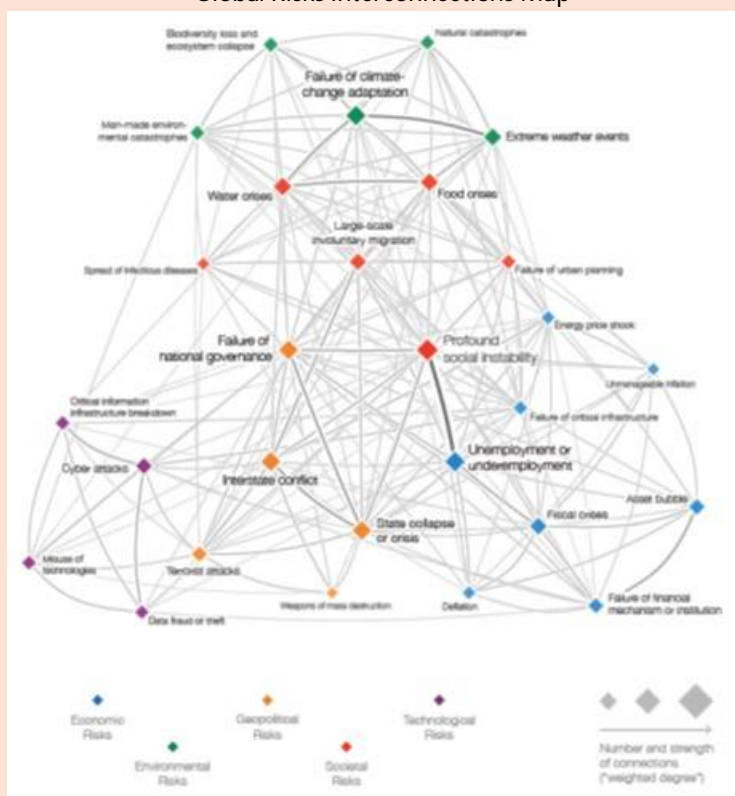 Global Risks Interconnections Map
Biodiversity loss and
ecosystem collapse
Natural catastrophes
Failure of climate-
change adaptation
Man-made environ-
mental catastrophes
Extreme weather events
Water crises
Food crises
Large-scale
involuntary migration
Spread of infectious diseases
Failure of urban planning
Energy price shock
Failure of
national governance
Profound
social instability
Unmanageable inflation
Critical information
infrastructure breakdown
Failure of critical infrastructure
Cyber attacks
Unemployment or
underemployment
Interstate conflict
Asset bubble
Fiscal crises
State collapse
or crisis
Misuse of
technologies
Terrorist attacks
Weapons of mass destruction
Deflation
Failure of financial
mechanism or institution
Data fraud or theft
Economic
Risks
Geopolitical
Risks
Technological
Risks
Environmental
Risks
Societal
Risks
Number and strength
of connections
("weighted degree")